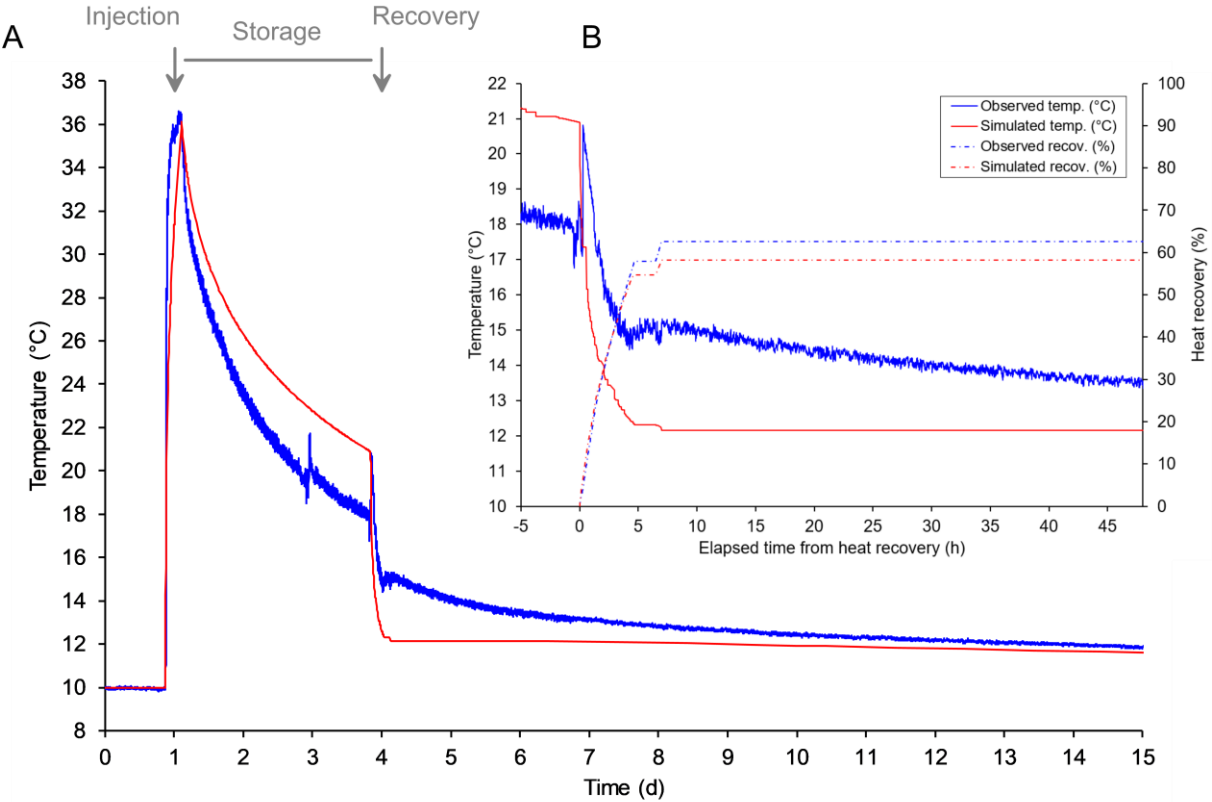 Injection
Storage
Recovery
A
B
38
36
34
32
30
28
26
24
22
20
18
16
14
12
10
8
Temperature (°C)
0 1 2 3 4 5 6 7 8 9 10 11 12 13 14 15
Time (d)
22
21
20
19
18
17
16
15
14
13
12
11
10
Temperature (°C)
-5 0 5 10 15 20 25 30 35 40 45
Elapsed time from heat recovery (h)
100
90
80
70
60
50
40
30
20
10
0
Heat recovery (%)
Observed temp. (°C)
Simulated temp. (°C)
Observed recov. (%)
Simulated recov. (%)